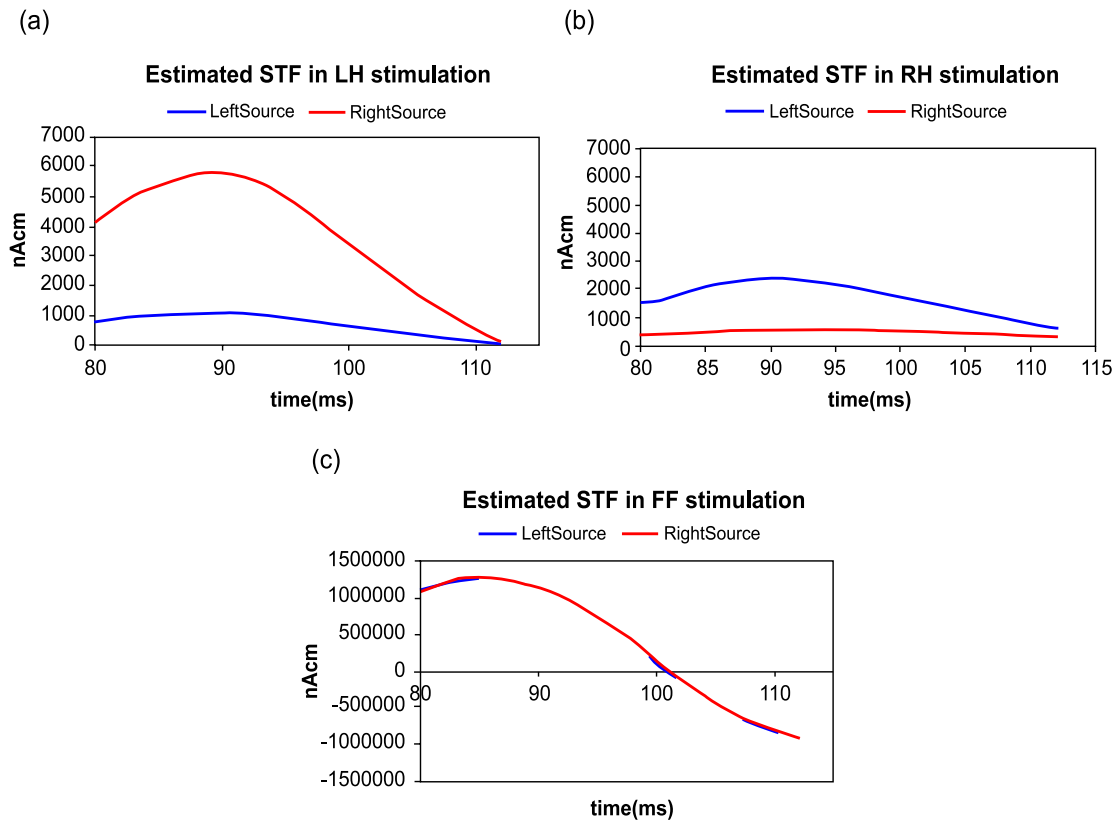 (a)
Estimated STF in LH stimulation
LeftSource RightSource
7000
6000
5000
4000
3000
2000
1000
0
nAcm
80 90 100 110
time(ms)
(b)
Estimated STF in RH stimulation
LeftSource RightSource
7000
6000
5000
4000
3000
2000
1000
0
nAcm
80 85 90 95 100 105 110 115
time(ms)
(c)
Estimated STF in FF stimulation
LeftSource RightSource
1500000
1000000
500000
0
-500000
-1000000
-1500000
nAcm
80 90 100 110
time(ms)